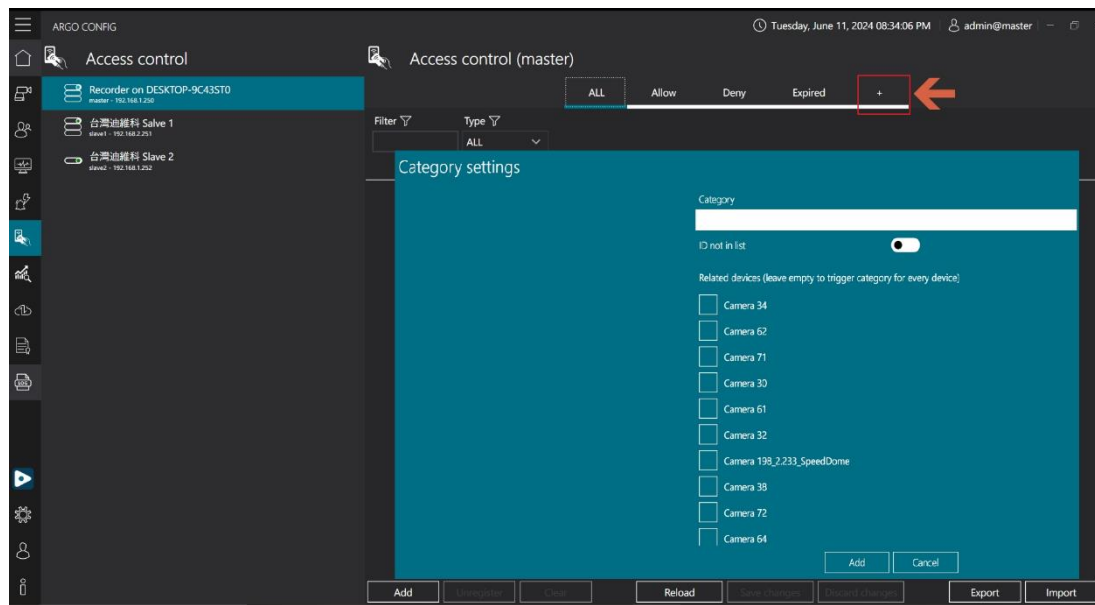 ARGO CONFIG
Tuesday, June 11, 2024 08:34:06 PM
admin@master
Access control
Access control (master)
Recorder on DESKTOP-9C43ST0
master - 192.168.1.250
台灣迪維科 Salve 1
slave1 - 192.168.2.251
台灣迪維科 Slave 2
slave2 - 192.168.1.252
ALL
Allow
Deny
Expired
+
Filter
Type
ALL
Category settings
Category
ID not in list
Related devices (leave empty to trigger category for every device)
Camera 34
Camera 62
Camera 71
Camera 30
Camera 61
Camera 32
Camera 198_2.233_SpeedDome
Camera 38
Camera 72
Camera 64
Add
Cancel
Add
Unregister
Clear
Reload
Save changes
Discard changes
Export
Import
LOG